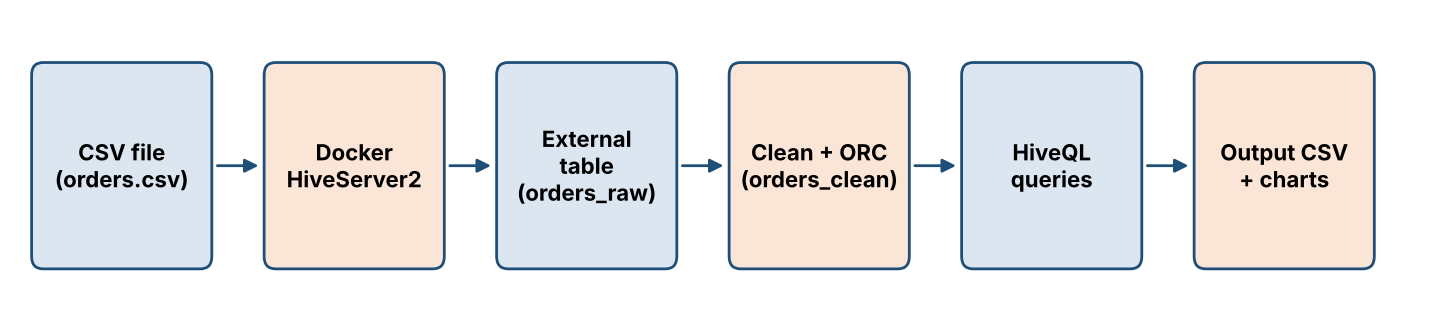 CSV file
(orders.csv)
Docker
HiveServer2
External
table
(orders_raw)
Clean + ORC
(orders_clean)
HiveQL
queries
Output CSV
+ charts